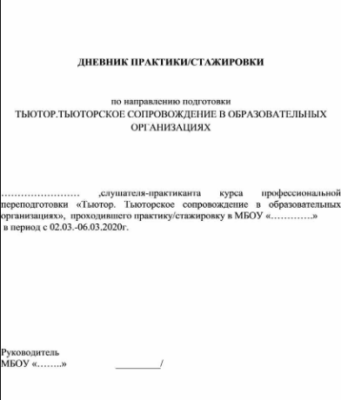 ДНЕВНИК ПРАКТИКИ/СТАЖИРОВКИ
по направлению подготовки
ТЬЮТОР.ТЬЮТОРСКОЕ СОПРОВОЖДЕНИЕ В ОБРАЗОВАТЕЛЬНЫХ
ОРГАНИЗАЦИЯХ
…………………… ,слушателя-практиканта курса профессиональной
переподготовки «Тьютор. Тьюторское сопровождение в образовательных
организациях», проходившего практику/стажировку в МБОУ «………….»
в период с 02.03.-06.03.2020г.
Руководитель
МБОУ «……..» _________/